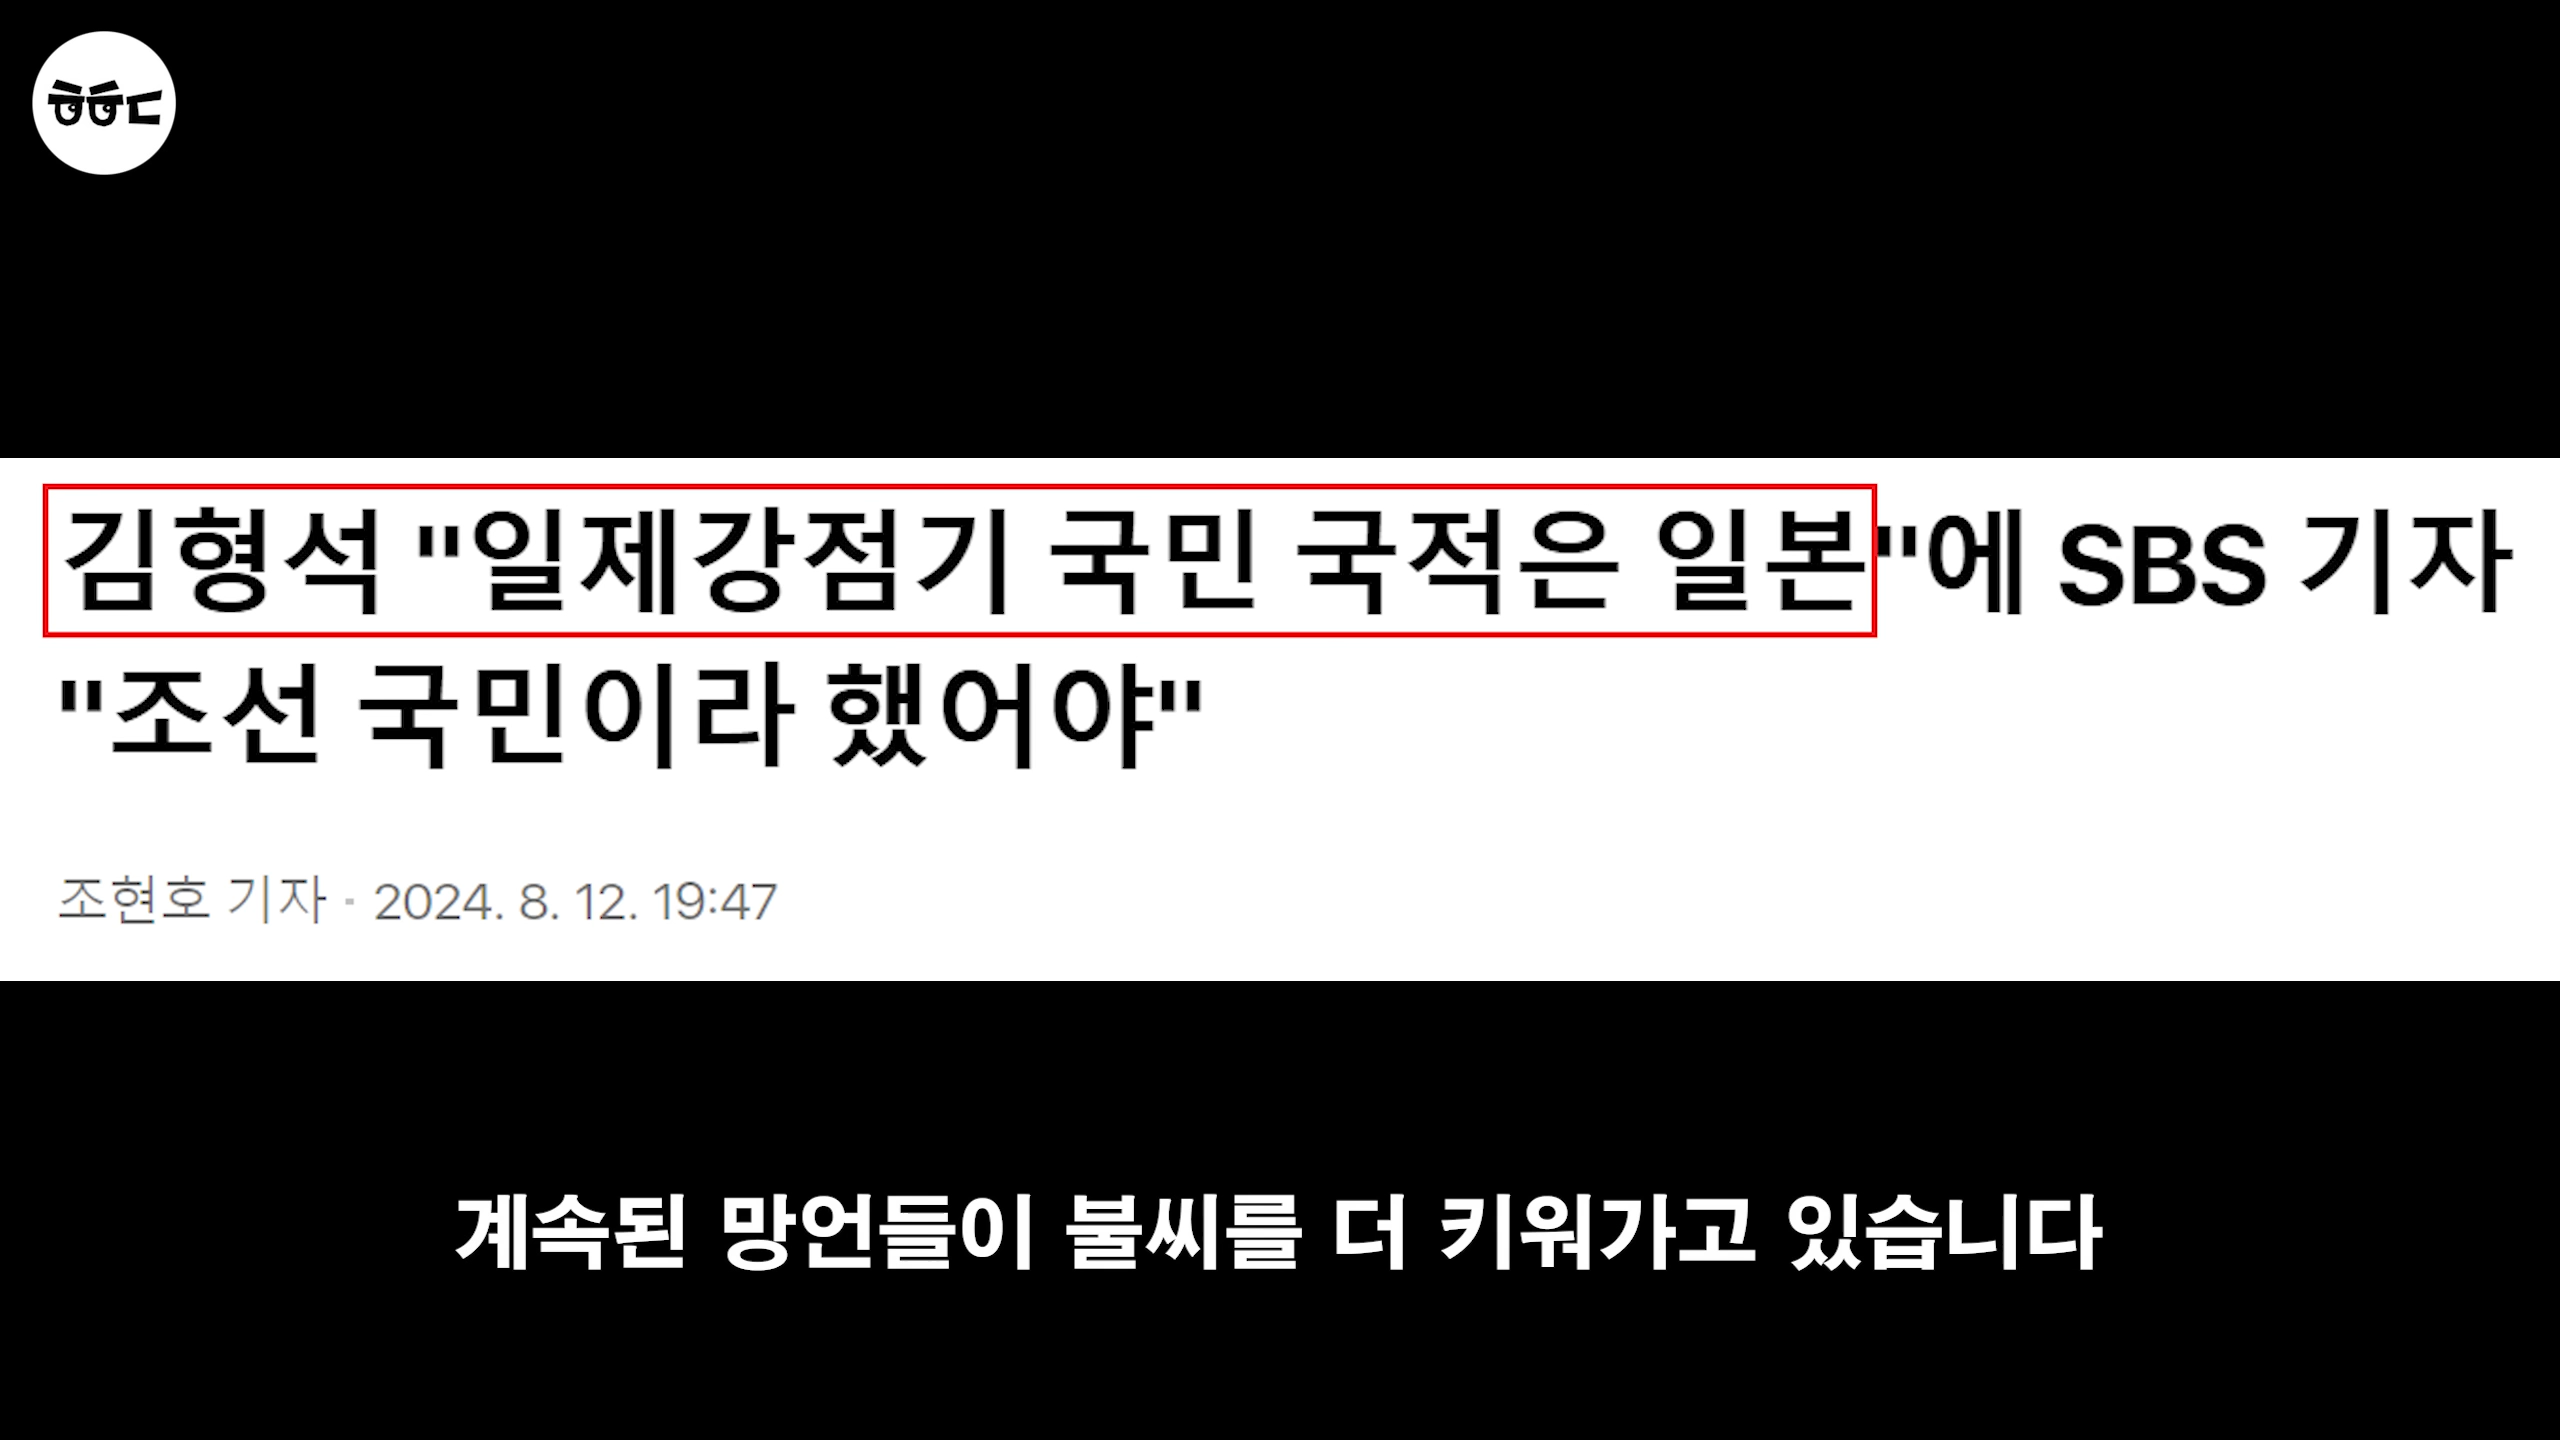 김형석 "일제강점기 국민 국적은 일본"에 SBS 기자
"조선 국민이라 했어야"
조현호 기자 · 2024. 8. 12. 19:47
계속된 망언들이 불씨를 더 키워가고 있습니다